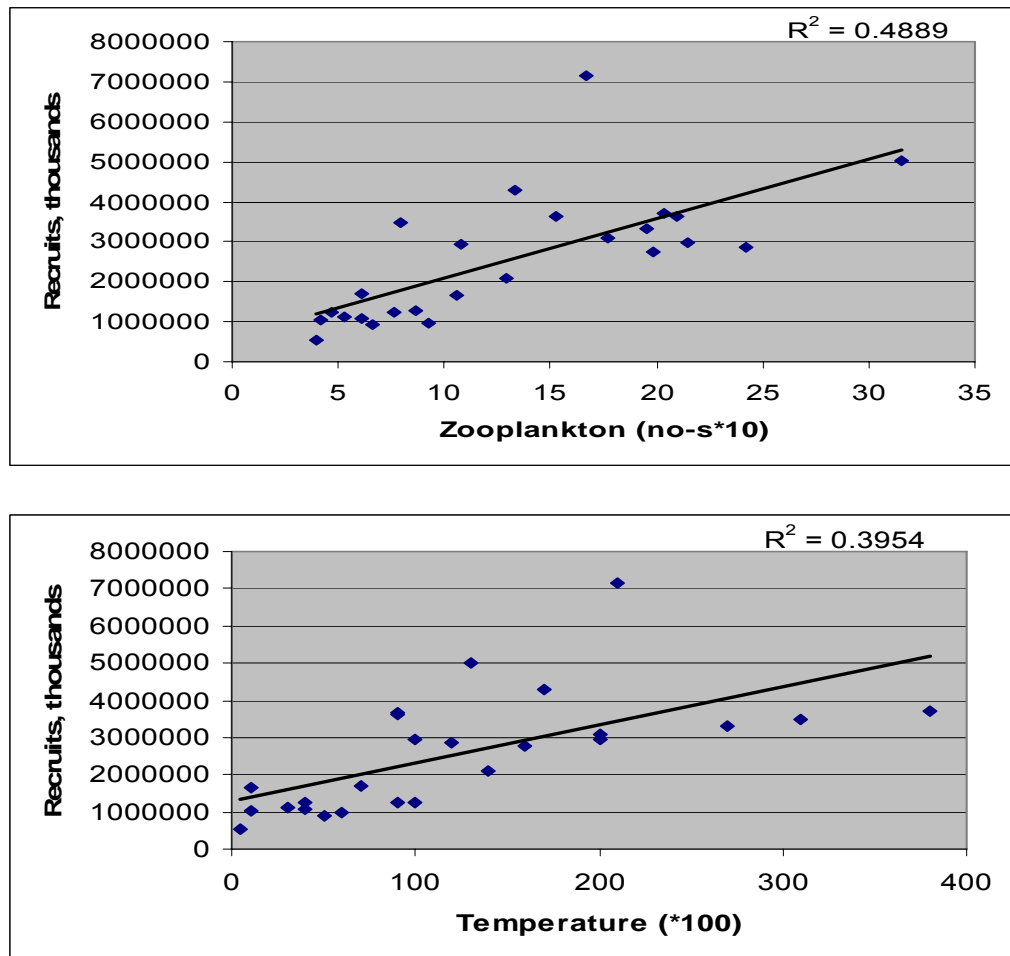 R² = 0.4889
8000000
7000000
6000000
5000000
4000000
3000000
2000000
1000000
0
Recruits, thousands
0 5 10 15 20 25 30 35
Zooplankton (no-s*10)
R² = 0.3954
8000000
7000000
6000000
5000000
4000000
3000000
2000000
1000000
0
Recruits, thousands
0 100 200 300 400
Temperature (*100)